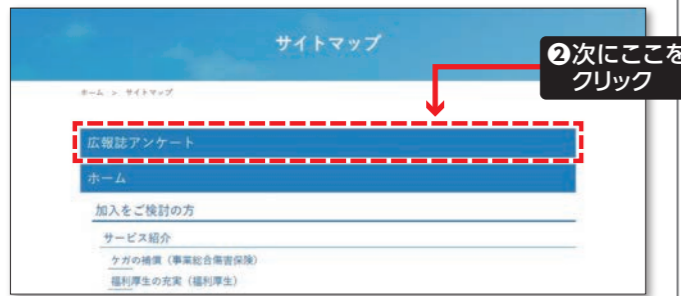 サイトマップ
❷次にここを
クリック
ホーム > サイトマップ
広報誌アンケート
ホーム
加入をご検討の方
サービス紹介
ケガの補償（事業総合傷害保険）
福利厚生の充実（福利厚生）